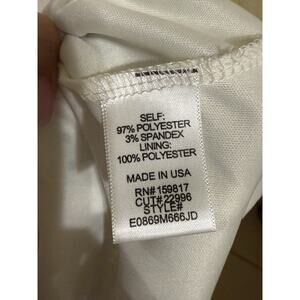 SELF:
97% POLYESTER
3% SPANDEX
LINING:
100% POLYESTER
MADE IN USA
RN# 159817
CUT# 22996
STYLE#
E0869M666JD